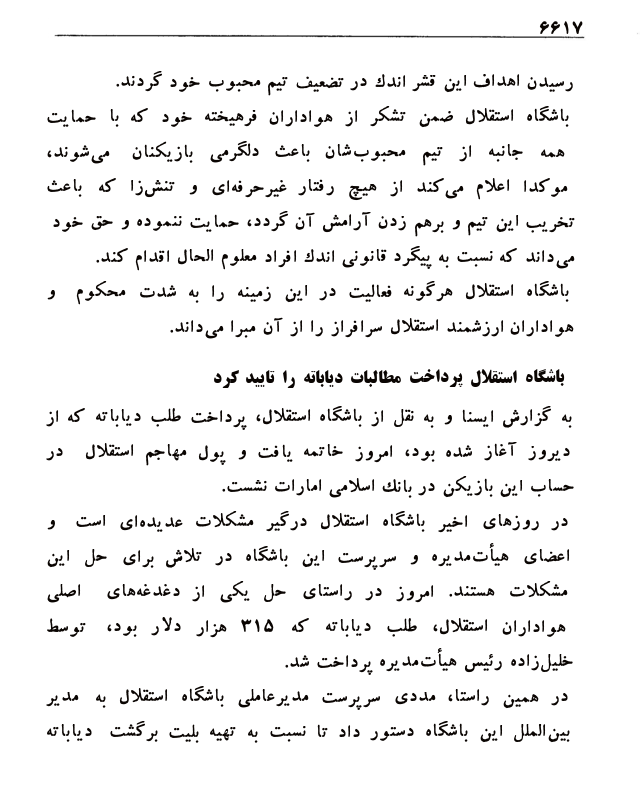 ۶۶۱۷
رسیدن اهداف این قشر اندك در تضعیف تیم محبوب خود گردند.
باشگاه استقلال ضمن تشکر از هواداران فرهیخته خود که با حمایت
همه جانبه از تیم محبوب‌شان باعث دلگرمی بازیکنان می‌شوند،
موکدا اعلام می‌کند از هیچ رفتار غیرحرفه‌ای و تنش‌زا که باعث
تخریب این تیم و برهم زدن آرامش آن گردد، حمایت ننموده و حق خود
می‌داند که نسبت به پیگرد قانونی اندك افراد معلوم الحال اقدام کند.
باشگاه استقلال هرگونه فعالیت در این زمینه را به شدت محکوم و
هواداران ارزشمند استقلال سرافراز را از آن مبرا می‌داند.
باشگاه استقلال پرداخت مطالبات دیاباته را تایید کرد
به گزارش ایسنا و به نقل از باشگاه استقلال، پرداخت طلب دیاباته که از
دیروز آغاز شده بود، امروز خاتمه یافت و پول مهاجم استقلال در
حساب این بازیکن در بانك اسلامی امارات نشست.
در روزهای اخیر باشگاه استقلال درگیر مشکلات عدیده‌ای است و
اعضای هیأت‌مدیره و سرپرست این باشگاه در تلاش برای حل این
مشکلات هستند. امروز در راستای حل یکی از دغدغه‌های اصلی
هواداران استقلال، طلب دیاباته که ۳۱۵ هزار دلار بود، توسط
خلیل‌زاده رئیس هیأت‌مدیره پرداخت شد.
در همین راستا، مددی سرپرست مدیرعاملی باشگاه استقلال به مدیر
بین‌الملل این باشگاه دستور داد تا نسبت به تهیه بلیت برگشت دیاباته